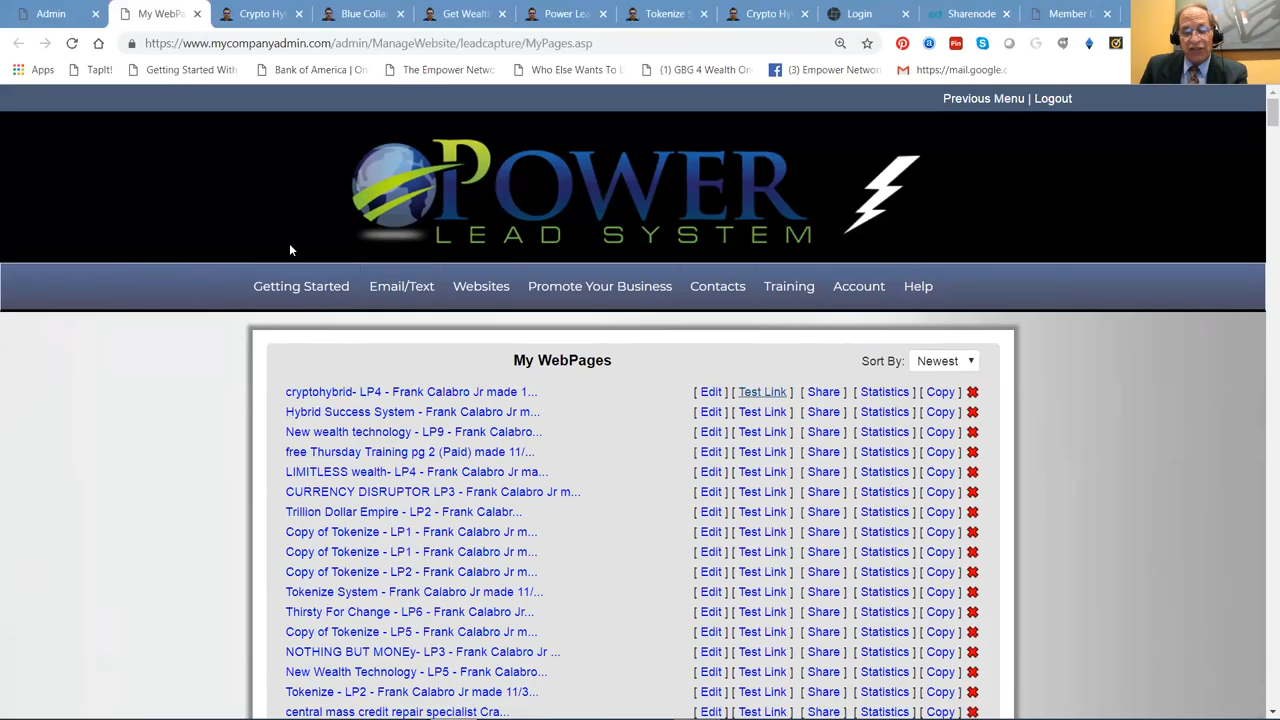 Admin
My WebPa
Crypto Hy
Blue Colla
Get Wealth
Power Lea
Tokenize S
Crypto Hy
Login
Sharenode
Member D
https://www.mycompanyadmin.com/admin/ManageWebsite/leadcapture/MyPages.asp
Apps TapIt! Getting Started With Bank of America | On The Empower Netwo Who Else Wants To L (1) GBG 4 Wealth On (3) Empower Network https://mail.google.c
Previous Menu | Logout
POWER
LEAD SYSTEM
Getting Started Email/Text Websites Promote Your Business Contacts Training Account Help
My WebPages Sort By: Newest
cryptohybrid- LP4 - Frank Calabro Jr made 1... [ Edit ] [ Test Link ] [ Share ] [ Statistics ] [ Copy ]
Hybrid Success System - Frank Calabro Jr m... [ Edit ] [ Test Link ] [ Share ] [ Statistics ] [ Copy ]
New wealth technology - LP9 - Frank Calabro... [ Edit ] [ Test Link ] [ Share ] [ Statistics ] [ Copy ]
free Thursday Training pg 2 (Paid) made 11/... [ Edit ] [ Test Link ] [ Share ] [ Statistics ] [ Copy ]
LIMITLESS wealth- LP4 - Frank Calabro Jr ma... [ Edit ] [ Test Link ] [ Share ] [ Statistics ] [ Copy ]
CURRENCY DISRUPTOR LP3 - Frank Calabro Jr m... [ Edit ] [ Test Link ] [ Share ] [ Statistics ] [ Copy ]
Trillion Dollar Empire - LP2 - Frank Calabr... [ Edit ] [ Test Link ] [ Share ] [ Statistics ] [ Copy ]
Copy of Tokenize - LP1 - Frank Calabro Jr m... [ Edit ] [ Test Link ] [ Share ] [ Statistics ] [ Copy ]
Copy of Tokenize - LP1 - Frank Calabro Jr m... [ Edit ] [ Test Link ] [ Share ] [ Statistics ] [ Copy ]
Copy of Tokenize - LP2 - Frank Calabro Jr m... [ Edit ] [ Test Link ] [ Share ] [ Statistics ] [ Copy ]
Tokenize System - Frank Calabro Jr made 11/... [ Edit ] [ Test Link ] [ Share ] [ Statistics ] [ Copy ]
Thirsty For Change - LP6 - Frank Calabro Jr... [ Edit ] [ Test Link ] [ Share ] [ Statistics ] [ Copy ]
Copy of Tokenize - LP5 - Frank Calabro Jr m... [ Edit ] [ Test Link ] [ Share ] [ Statistics ] [ Copy ]
NOTHING BUT MONEy- LP3 - Frank Calabro Jr ... [ Edit ] [ Test Link ] [ Share ] [ Statistics ] [ Copy ]
New Wealth Technology - LP5 - Frank Calabro... [ Edit ] [ Test Link ] [ Share ] [ Statistics ] [ Copy ]
Tokenize - LP2 - Frank Calabro Jr made 11/3... [ Edit ] [ Test Link ] [ Share ] [ Statistics ] [ Copy ]
central mass credit repair specialist Cra... [ Edit ] [ Test Link ] [ Share ] [ Statistics ] [ Copy ]